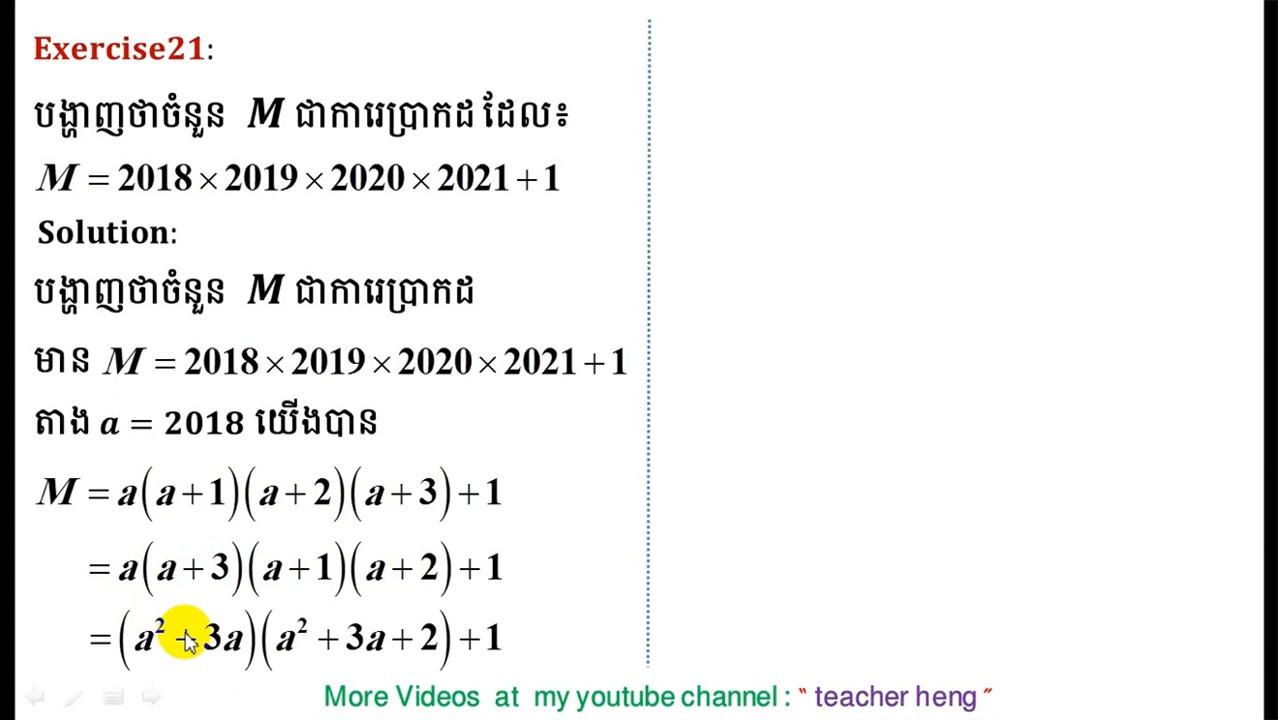 Exercise21:
បង្ហាញថាចំនួន M ជាការេប្រាកដ ដែល៖
M = 2018 × 2019 × 2020 × 2021 + 1
Solution:
បង្ហាញថាចំនួន M ជាការេប្រាកដ
មាន M = 2018 × 2019 × 2020 × 2021 + 1
តាង a = 2018 យើងបាន
M = a(a + 1)(a + 2)(a + 3) + 1
= a(a + 3)(a + 1)(a + 2) + 1
= (a² + 3a)(a² + 3a + 2) + 1
More Videos at my youtube channel : “ teacher heng ”